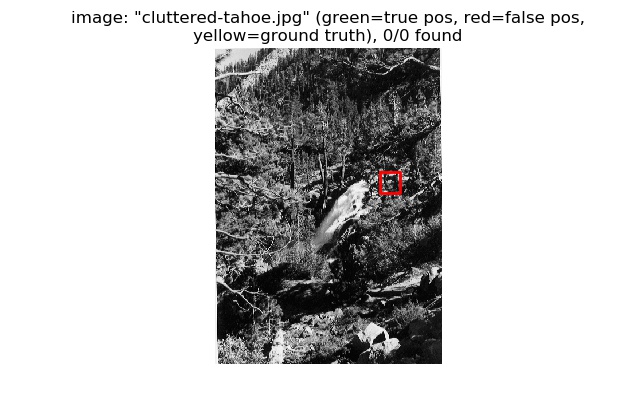 image: "cluttered-tahoe.jpg" (green=true pos, red=false pos,
yellow=ground truth), 0/0 found